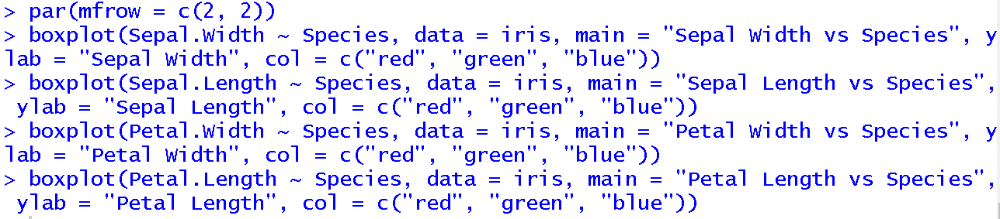 > par(mfrow = c(2, 2))
> boxplot(Sepal.Width ~ Species, data = iris, main = "Sepal Width vs Species", y
lab = "Sepal Width", col = c("red", "green", "blue"))
> boxplot(Sepal.Length ~ Species, data = iris, main = "Sepal Length vs Species",
 ylab = "Sepal Length", col = c("red", "green", "blue"))
> boxplot(Petal.Width ~ Species, data = iris, main = "Petal Width vs Species", y
lab = "Petal Width", col = c("red", "green", "blue"))
> boxplot(Petal.Length ~ Species, data = iris, main = "Petal Length vs Species",
 ylab = "Petal Length", col = c("red", "green", "blue"))